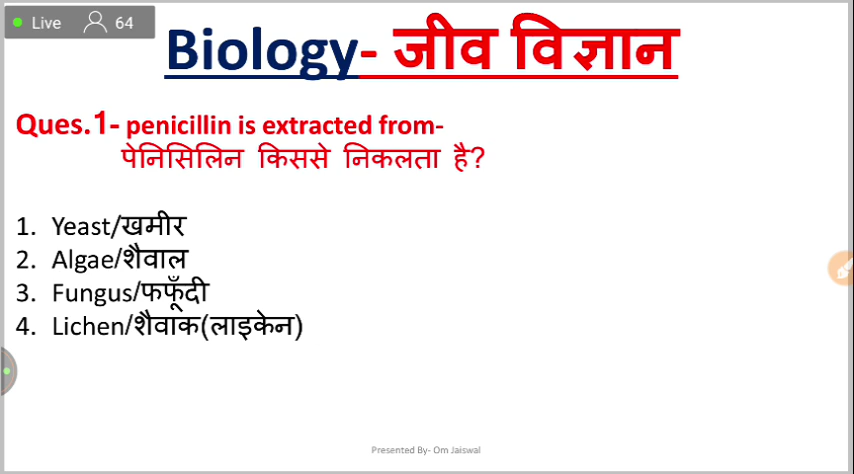 Live 64
Biology- जीव विज्ञान
Ques.1- penicillin is extracted from-
पेनिसिलिन किससे निकलता है?
1. Yeast/खमीर
2. Algae/शैवाल
3. Fungus/फफूँदी
4. Lichen/शैवाक(लाइकेन)
Presented By- Om Jaiswal